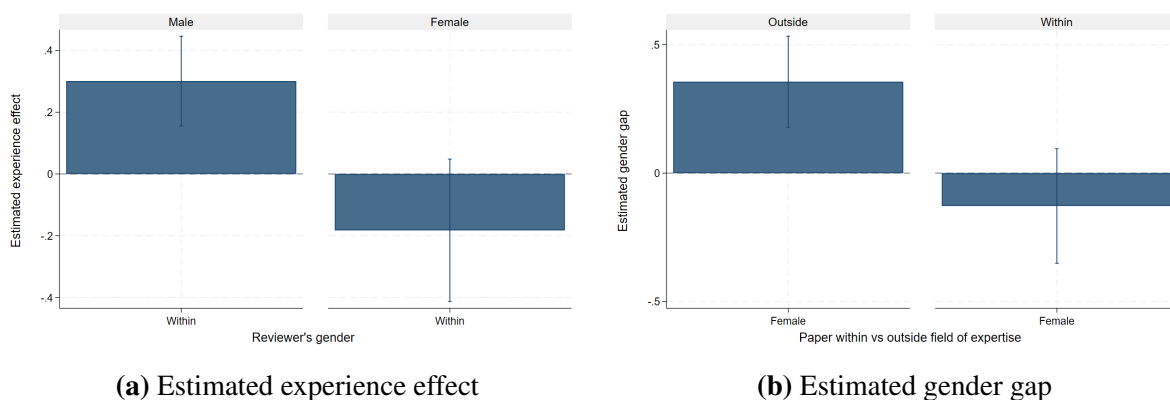 Male
Female
Estimated experience effect
.4
.2
0
-.2
-.4
Within
Within
Reviewer's gender
(a) Estimated experience effect
Outside
Within
Estimated gender gap
.5
0
-.5
Female
Female
Paper within vs outside field of expertise
(b) Estimated gender gap